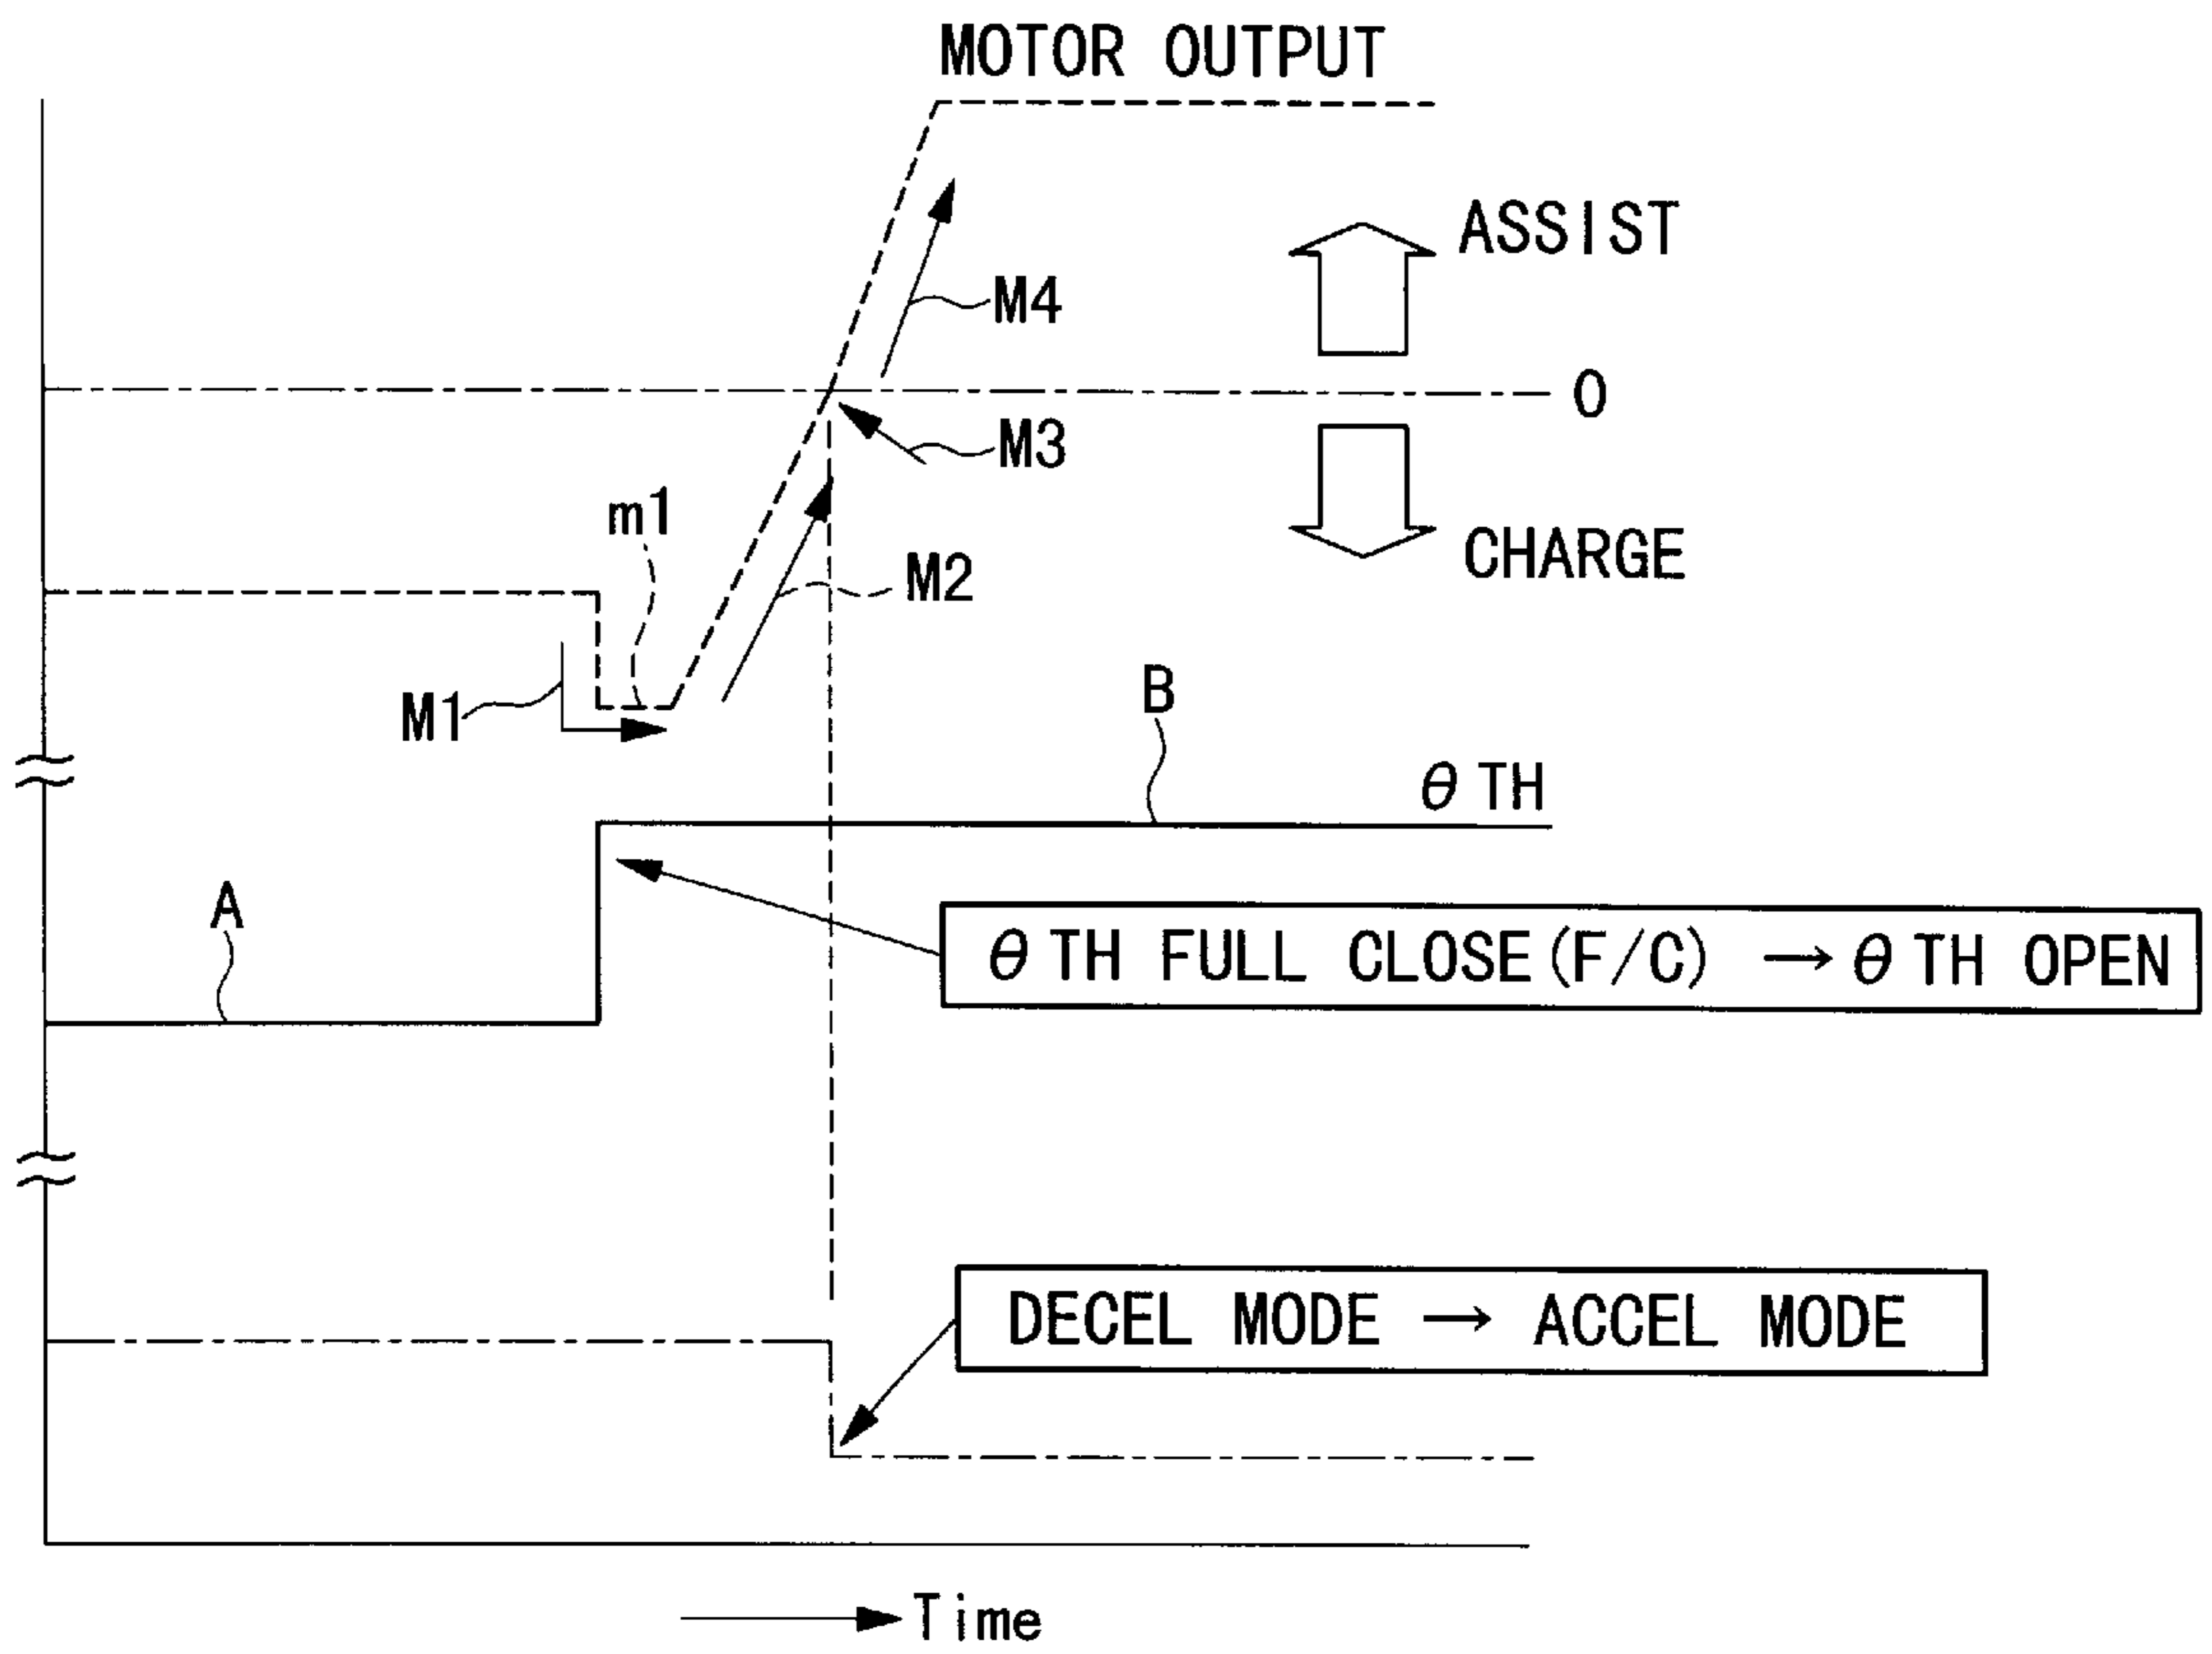 MOTOR OUTPUT
ASSIST
M4
0
M3
m1
CHARGE
M2
M1
B
θ TH
A
θ TH FULL CLOSE(F/C) → θ TH OPEN
DECEL MODE → ACCEL MODE
Time